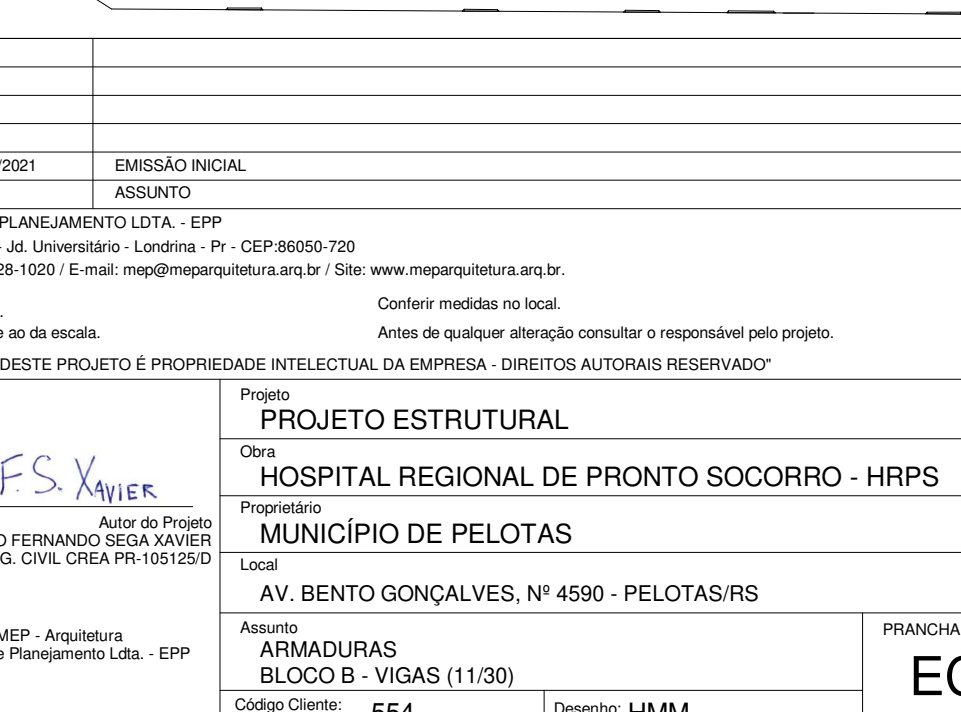 /2021 EMISSÃO INICIAL
ASSUNTO
PLANEJAMENTO LDTA. - EPP
- Jd. Universitário - Londrina - Pr - CEP:86050-720
28-1020 / E-mail: mep@meparquitetura.arq.br / Site: www.meparquitetura.arq.br.
Conferir medidas no local.
e ao da escala.
Antes de qualquer alteração consultar o responsável pelo projeto.
DESTE PROJETO É PROPRIEDADE INTELECTUAL DA EMPRESA - DIREITOS AUTORAIS RESERVADO"
Projeto
PROJETO ESTRUTURAL
Obra
HOSPITAL REGIONAL DE PRONTO SOCORRO - HRPS
F. S. XAVIER
Proprietário
MUNICÍPIO DE PELOTAS
Autor do Projeto
O FERNANDO SEGA XAVIER
G. CIVIL CREA PR-105125/D
Local
AV. BENTO GONÇALVES, Nº 4590 - PELOTAS/RS
MEP - Arquitetura
e Planejamento Ldta. - EPP
Assunto
ARMADURAS
BLOCO B - VIGAS (11/30)
PRANCHA
Código Cliente: 554
Desenho: HMM